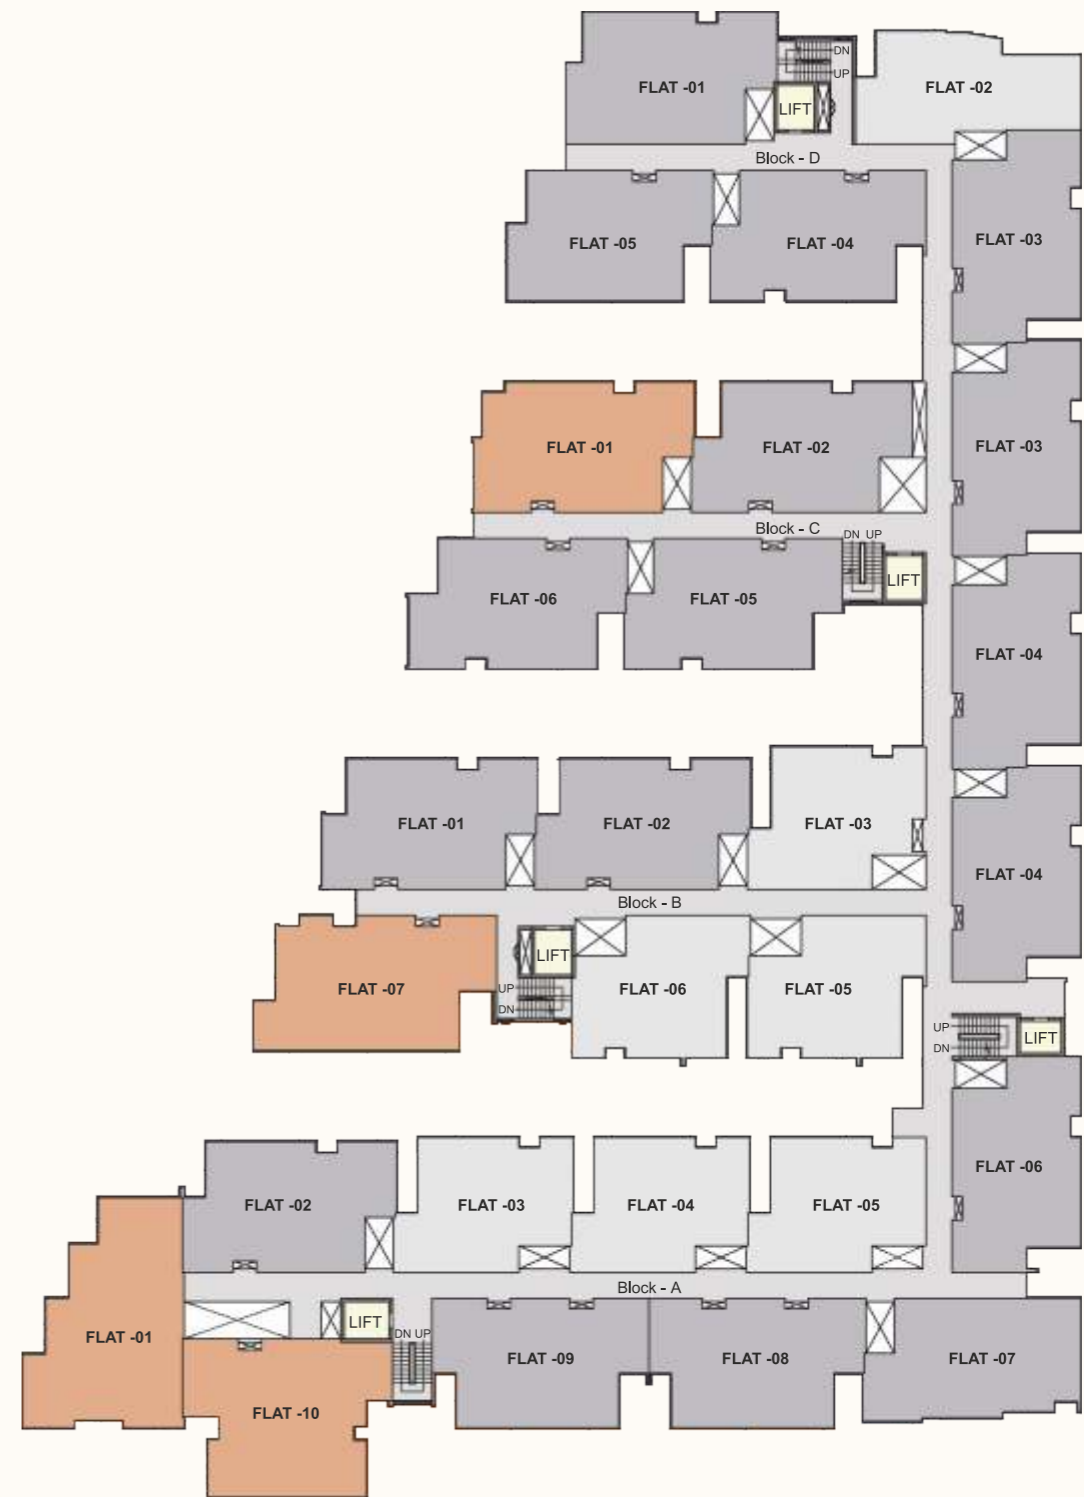 FLAT -01
DN
UP
LIFT
FLAT -02
Block - D
FLAT -05
FLAT -04
FLAT -03
FLAT -01
FLAT -02
FLAT -03
Block - C
DN UP
LIFT
FLAT -06
FLAT -05
FLAT -04
FLAT -01
FLAT -02
FLAT -03
FLAT -04
Block - B
FLAT -07
LIFT
UP
DN
FLAT -06
FLAT -05
UP
DN
LIFT
FLAT -02
FLAT -03
FLAT -04
FLAT -05
FLAT -06
Block - A
FLAT -01
LIFT
DN UP
FLAT -10
FLAT -09
FLAT -08
FLAT -07